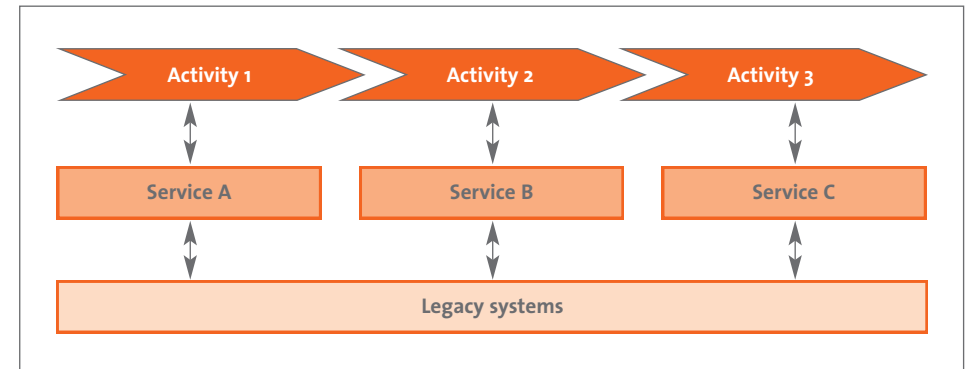 Activity 1
Activity 2
Activity 3
Service A
Service B
Service C
Legacy systems